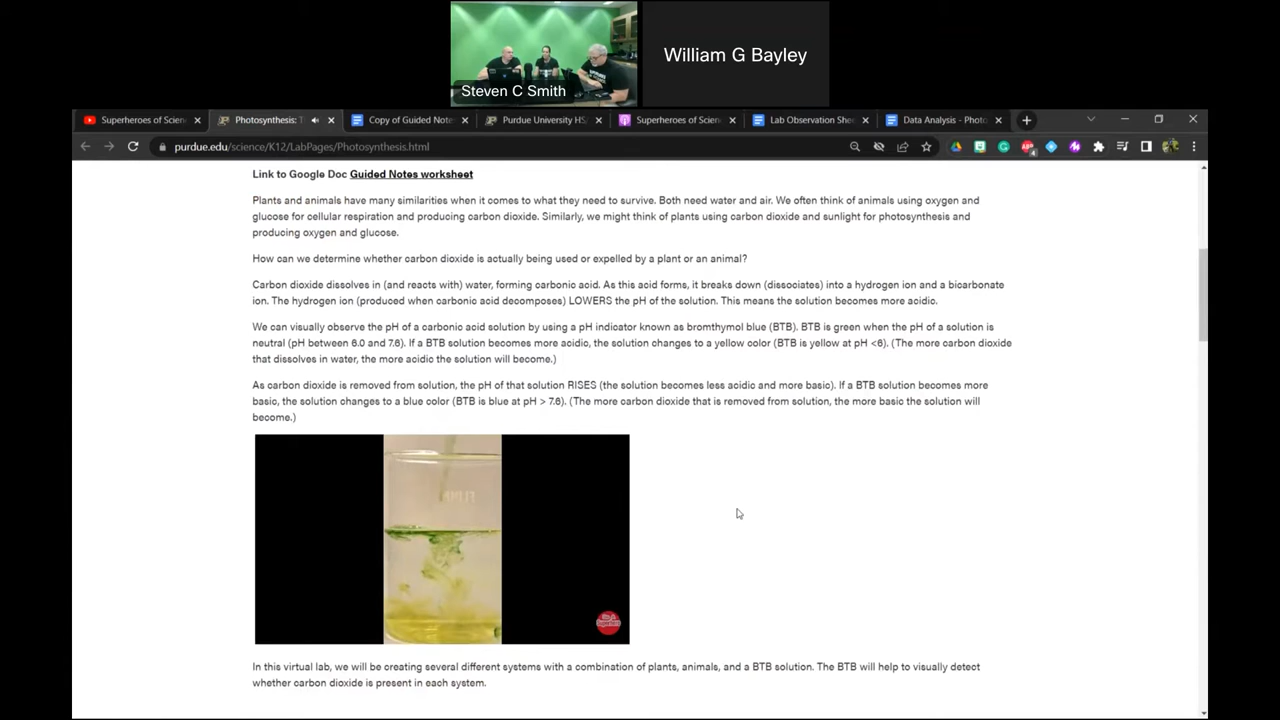 William G Bayley
Steven C Smith
Superheroes of Scien
Photosynthesis: T
Copy of Guided Note
Purdue University HS
Superheroes of Scien
Lab Observation She
Data Analysis - Photo
purdue.edu/science/K12/LabPages/Photosynthesis.html
Link to Google Doc Guided Notes worksheet
Plants and animals have many similarities when it comes to what they need to survive. Both need water and air. We often think of animals using oxygen and
glucose for cellular respiration and producing carbon dioxide. Similarly, we might think of plants using carbon dioxide and sunlight for photosynthesis and
producing oxygen and glucose.
How can we determine whether carbon dioxide is actually being used or expelled by a plant or an animal?
Carbon dioxide dissolves in (and reacts with) water, forming carbonic acid. As this acid forms, it breaks down (dissociates) into a hydrogen ion and a bicarbonate
ion. The hydrogen ion (produced when carbonic acid decomposes) LOWERS the pH of the solution. This means the solution becomes more acidic.
We can visually observe the pH of a carbonic acid solution by using a pH indicator known as bromthymol blue (BTB). BTB is green when the pH of a solution is
neutral (pH between 6.0 and 7.6). If a BTB solution becomes more acidic, the solution changes to a yellow color (BTB is yellow at pH <6). (The more carbon dioxide
that dissolves in water, the more acidic the solution will become.)
As carbon dioxide is removed from solution, the pH of that solution RISES (the solution becomes less acidic and more basic). If a BTB solution becomes more
basic, the solution changes to a blue color (BTB is blue at pH > 7.6). (The more carbon dioxide that is removed from solution, the more basic the solution will
become.)
In this virtual lab, we will be creating several different systems with a combination of plants, animals, and a BTB solution. The BTB will help to visually detect
whether carbon dioxide is present in each system.